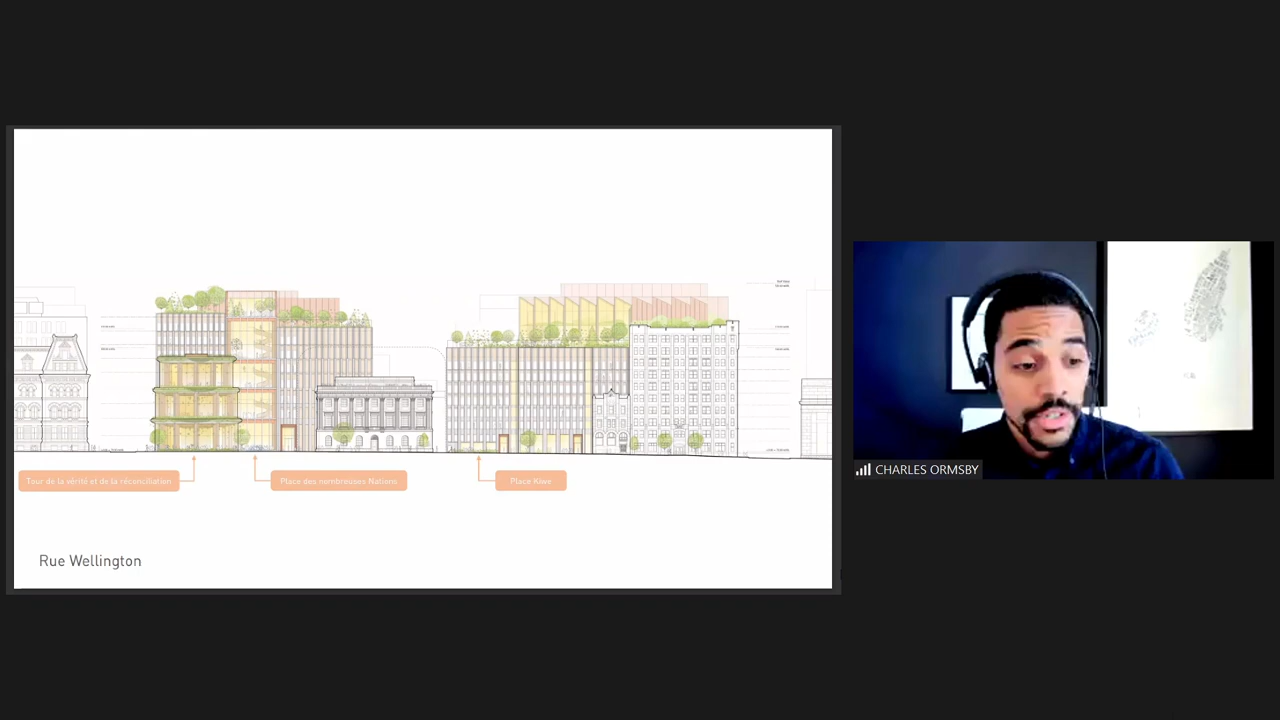 Tour de la vérité et de la réconciliation
Place des nombreuses Nations
Place Kiwe
Rue Wellington
CHARLES ORMSBY